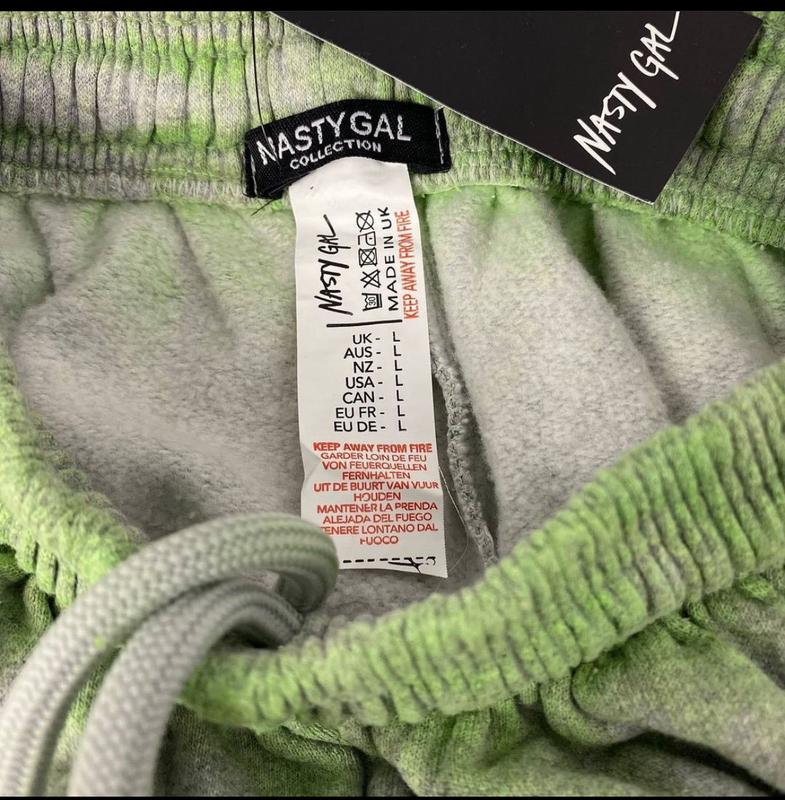 NASTY GAL
NASTY GAL
COLLECTION
NASTY GAL
30
MADE IN UK
KEEP AWAY FROM FIRE
UK - L
AUS - L
NZ - L
USA - L
CAN - L
EU FR - L
EU DE - L
KEEP AWAY FROM FIRE
GARDER LOIN DE FEU
VON FEUERQUELLEN
FERNHALTEN
UIT DE BUURT VAN VUUR
HOUDEN
MANTENER LA PRENDA
ALEJADA DEL FUEGO
TENERE LONTANO DAL
FUOCO